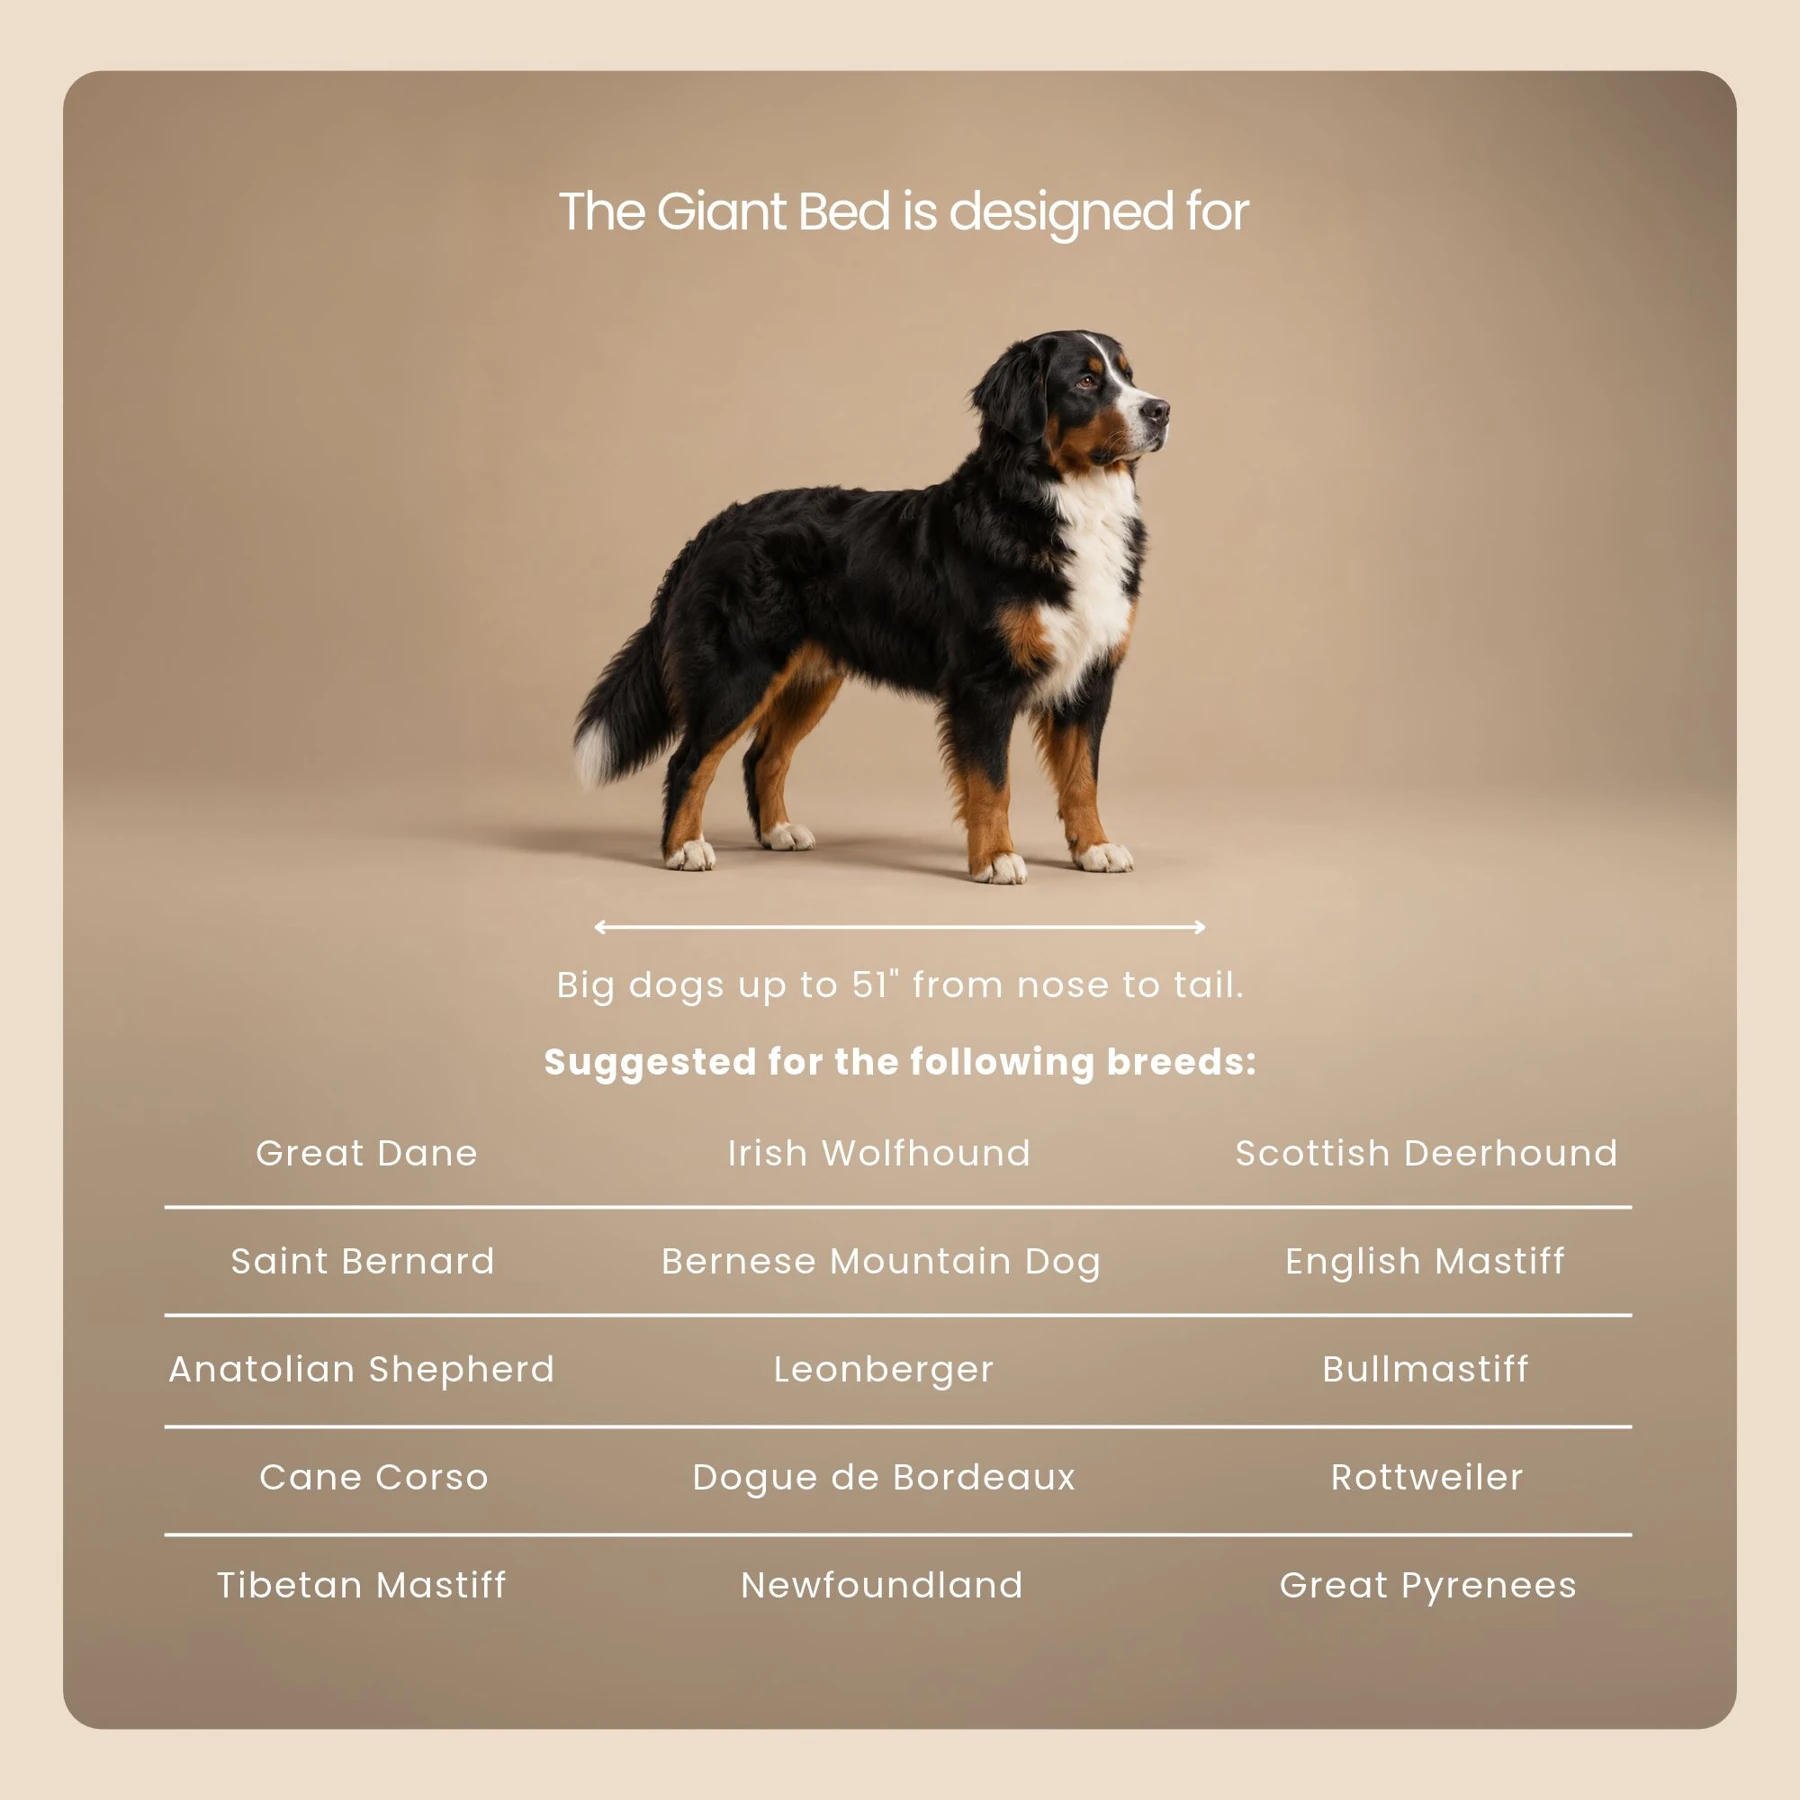 The Giant Bed is designed for
Big dogs up to 51" from nose to tail.
Suggested for the following breeds:
Great Dane Irish Wolfhound Scottish Deerhound
Saint Bernard Bernese Mountain Dog English Mastiff
Anatolian Shepherd Leonberger Bullmastiff
Cane Corso Dogue de Bordeaux Rottweiler
Tibetan Mastiff Newfoundland Great Pyrenees